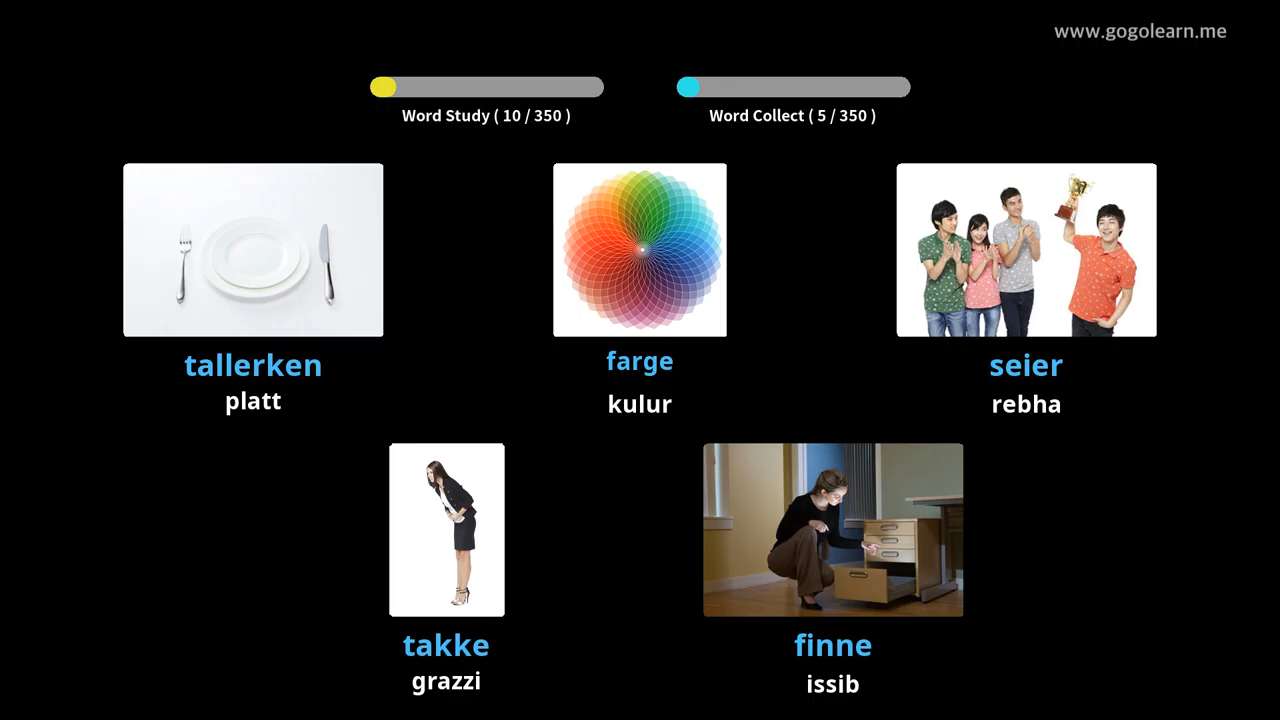 www.gogolearn.me
Word Study ( 10 / 350 )
Word Collect ( 5 / 350 )
tallerken
platt
farge
kulur
seier
rebha
takke
grazzi
finne
issib